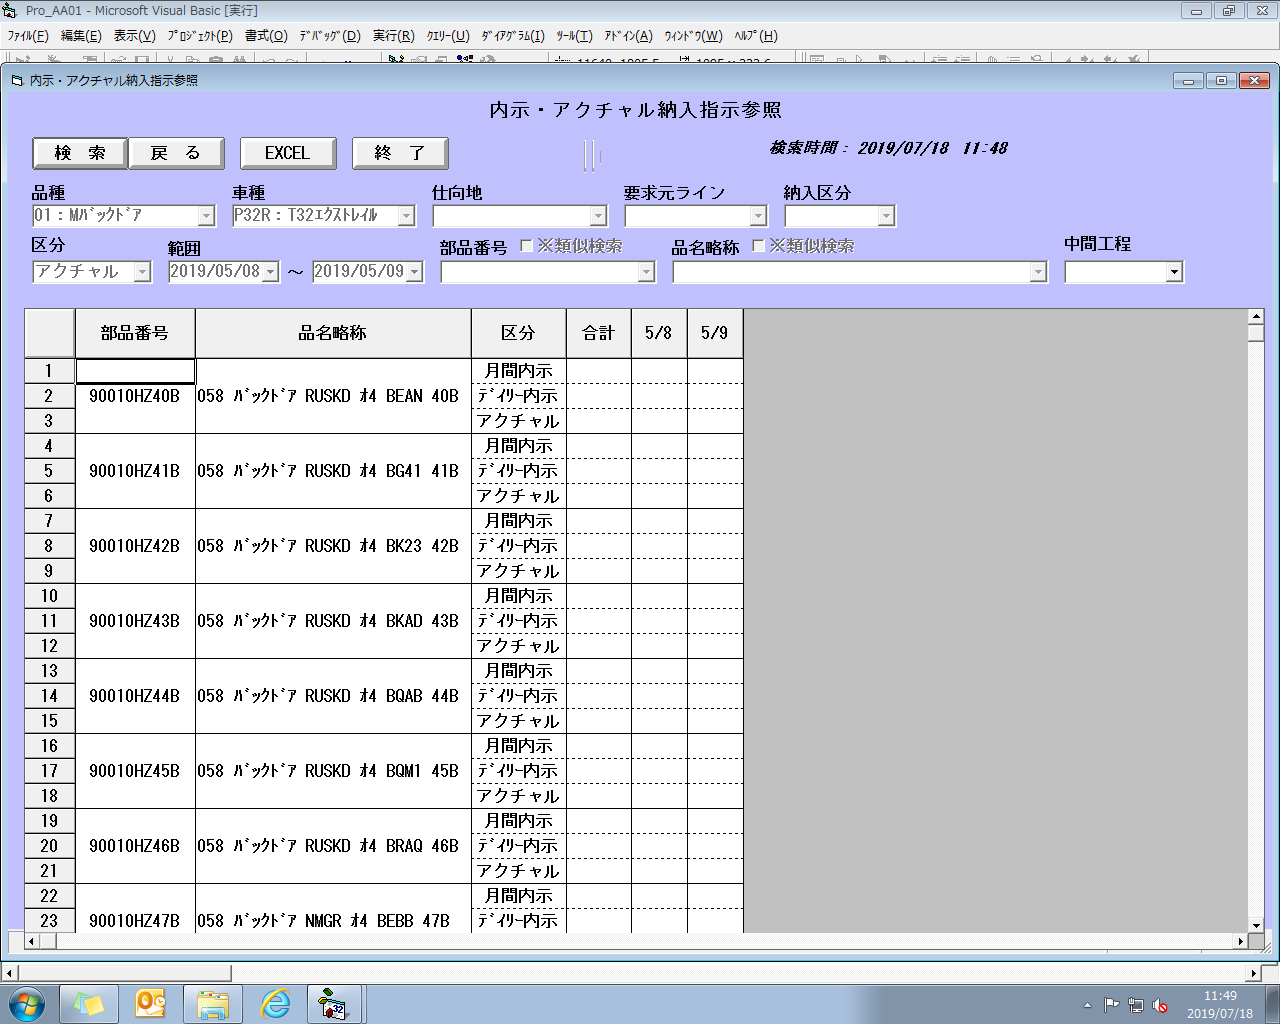 Pro_AA01 - Microsoft Visual Basic [実行]
ﾌｧｲﾙ(F) 編集(E) 表示(V) ﾌﾟﾛｼﾞｪｸﾄ(P) 書式(O) ﾃﾞﾊﾞｯｸﾞ(D) 実行(R) ｸｴﾘｰ(U) ﾀﾞｲｱｸﾞﾗﾑ(I) ﾂｰﾙ(T) ｱﾄﾞｲﾝ(A) ｳｨﾝﾄﾞｳ(W) ﾍﾙﾌﾟ(H)
内示・アクチャル納入指示参照
内示・アクチャル納入指示参照
検 索 戻 る EXCEL 終 了 検索時間： 2019/07/18 11:48
品種 車種 仕向地 要求元ライン 納入区分
01：Mﾊﾞｯｸﾄﾞｱ P32R：T32ｴｸｽﾄﾚｲﾙ
区分 範囲 部品番号 ※類似検索 品名略称 ※類似検索 中間工程
アクチャル 2019/05/08 ～ 2019/05/09
部品番号 品名略称 区分 合計 5/8 5/9
1 月間内示
2 90010HZ40B 058 ﾊﾞｯｸﾄﾞｱ RUSKD ｵ4 BEAN 40B ﾃﾞｲﾘｰ内示
3 アクチャル
4 月間内示
5 90010HZ41B 058 ﾊﾞｯｸﾄﾞｱ RUSKD ｵ4 BG41 41B ﾃﾞｲﾘｰ内示
6 アクチャル
7 月間内示
8 90010HZ42B 058 ﾊﾞｯｸﾄﾞｱ RUSKD ｵ4 BK23 42B ﾃﾞｲﾘｰ内示
9 アクチャル
10 月間内示
11 90010HZ43B 058 ﾊﾞｯｸﾄﾞｱ RUSKD ｵ4 BKAD 43B ﾃﾞｲﾘｰ内示
12 アクチャル
13 月間内示
14 90010HZ44B 058 ﾊﾞｯｸﾄﾞｱ RUSKD ｵ4 BQAB 44B ﾃﾞｲﾘｰ内示
15 アクチャル
16 月間内示
17 90010HZ45B 058 ﾊﾞｯｸﾄﾞｱ RUSKD ｵ4 BQM1 45B ﾃﾞｲﾘｰ内示
18 アクチャル
19 月間内示
20 90010HZ46B 058 ﾊﾞｯｸﾄﾞｱ RUSKD ｵ4 BRAQ 46B ﾃﾞｲﾘｰ内示
21 アクチャル
22 月間内示
23 90010HZ47B 058 ﾊﾞｯｸﾄﾞｱ NMGR ｵ4 BEBB 47B ﾃﾞｲﾘｰ内示
32
11:49
2019/07/18